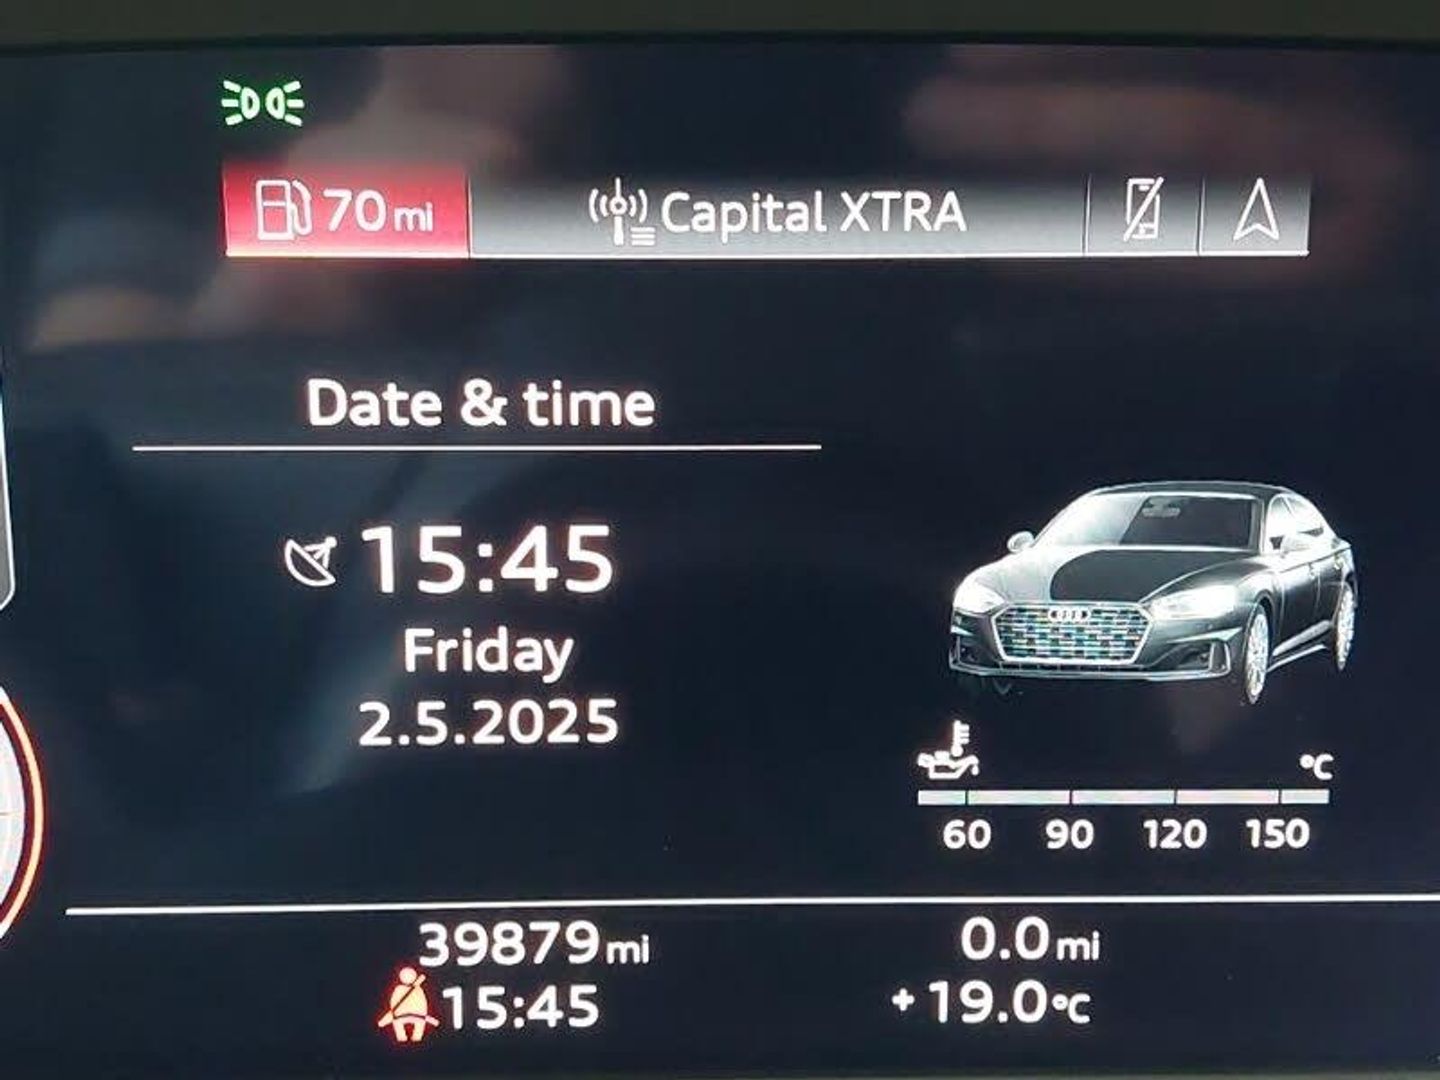 70 mi Capital XTRA
Date & time
15:45
Friday
2.5.2025
°C
60 90 120 150
39879 mi 0.0 mi
15:45 +19.0°C